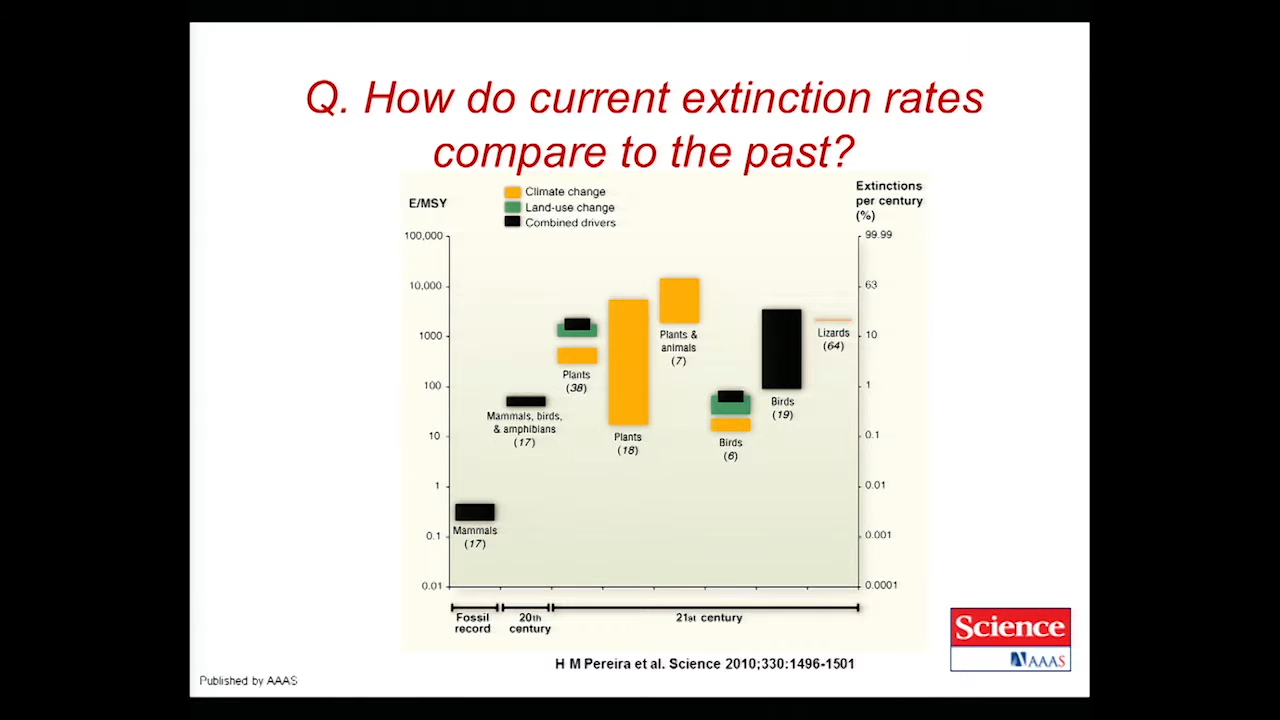 Q. How do current extinction rates
compare to the past?
E/MSY
Climate change
Land-use change
Combined drivers
Extinctions
per century
(%)
100,000
10,000
1000
100
10
1
0.1
0.01
99.99
63
10
1
0.1
0.01
0.001
0.0001
Mammals
(17)
Mammals, birds,
& amphibians
(17)
Plants
(38)
Plants
(18)
Plants &
animals
(7)
Birds
(6)
Birds
(19)
Lizards
(64)
Fossil
record
20th
century
21st century
H M Pereira et al. Science 2010;330:1496-1501
Science
AAAS
Published by AAAS